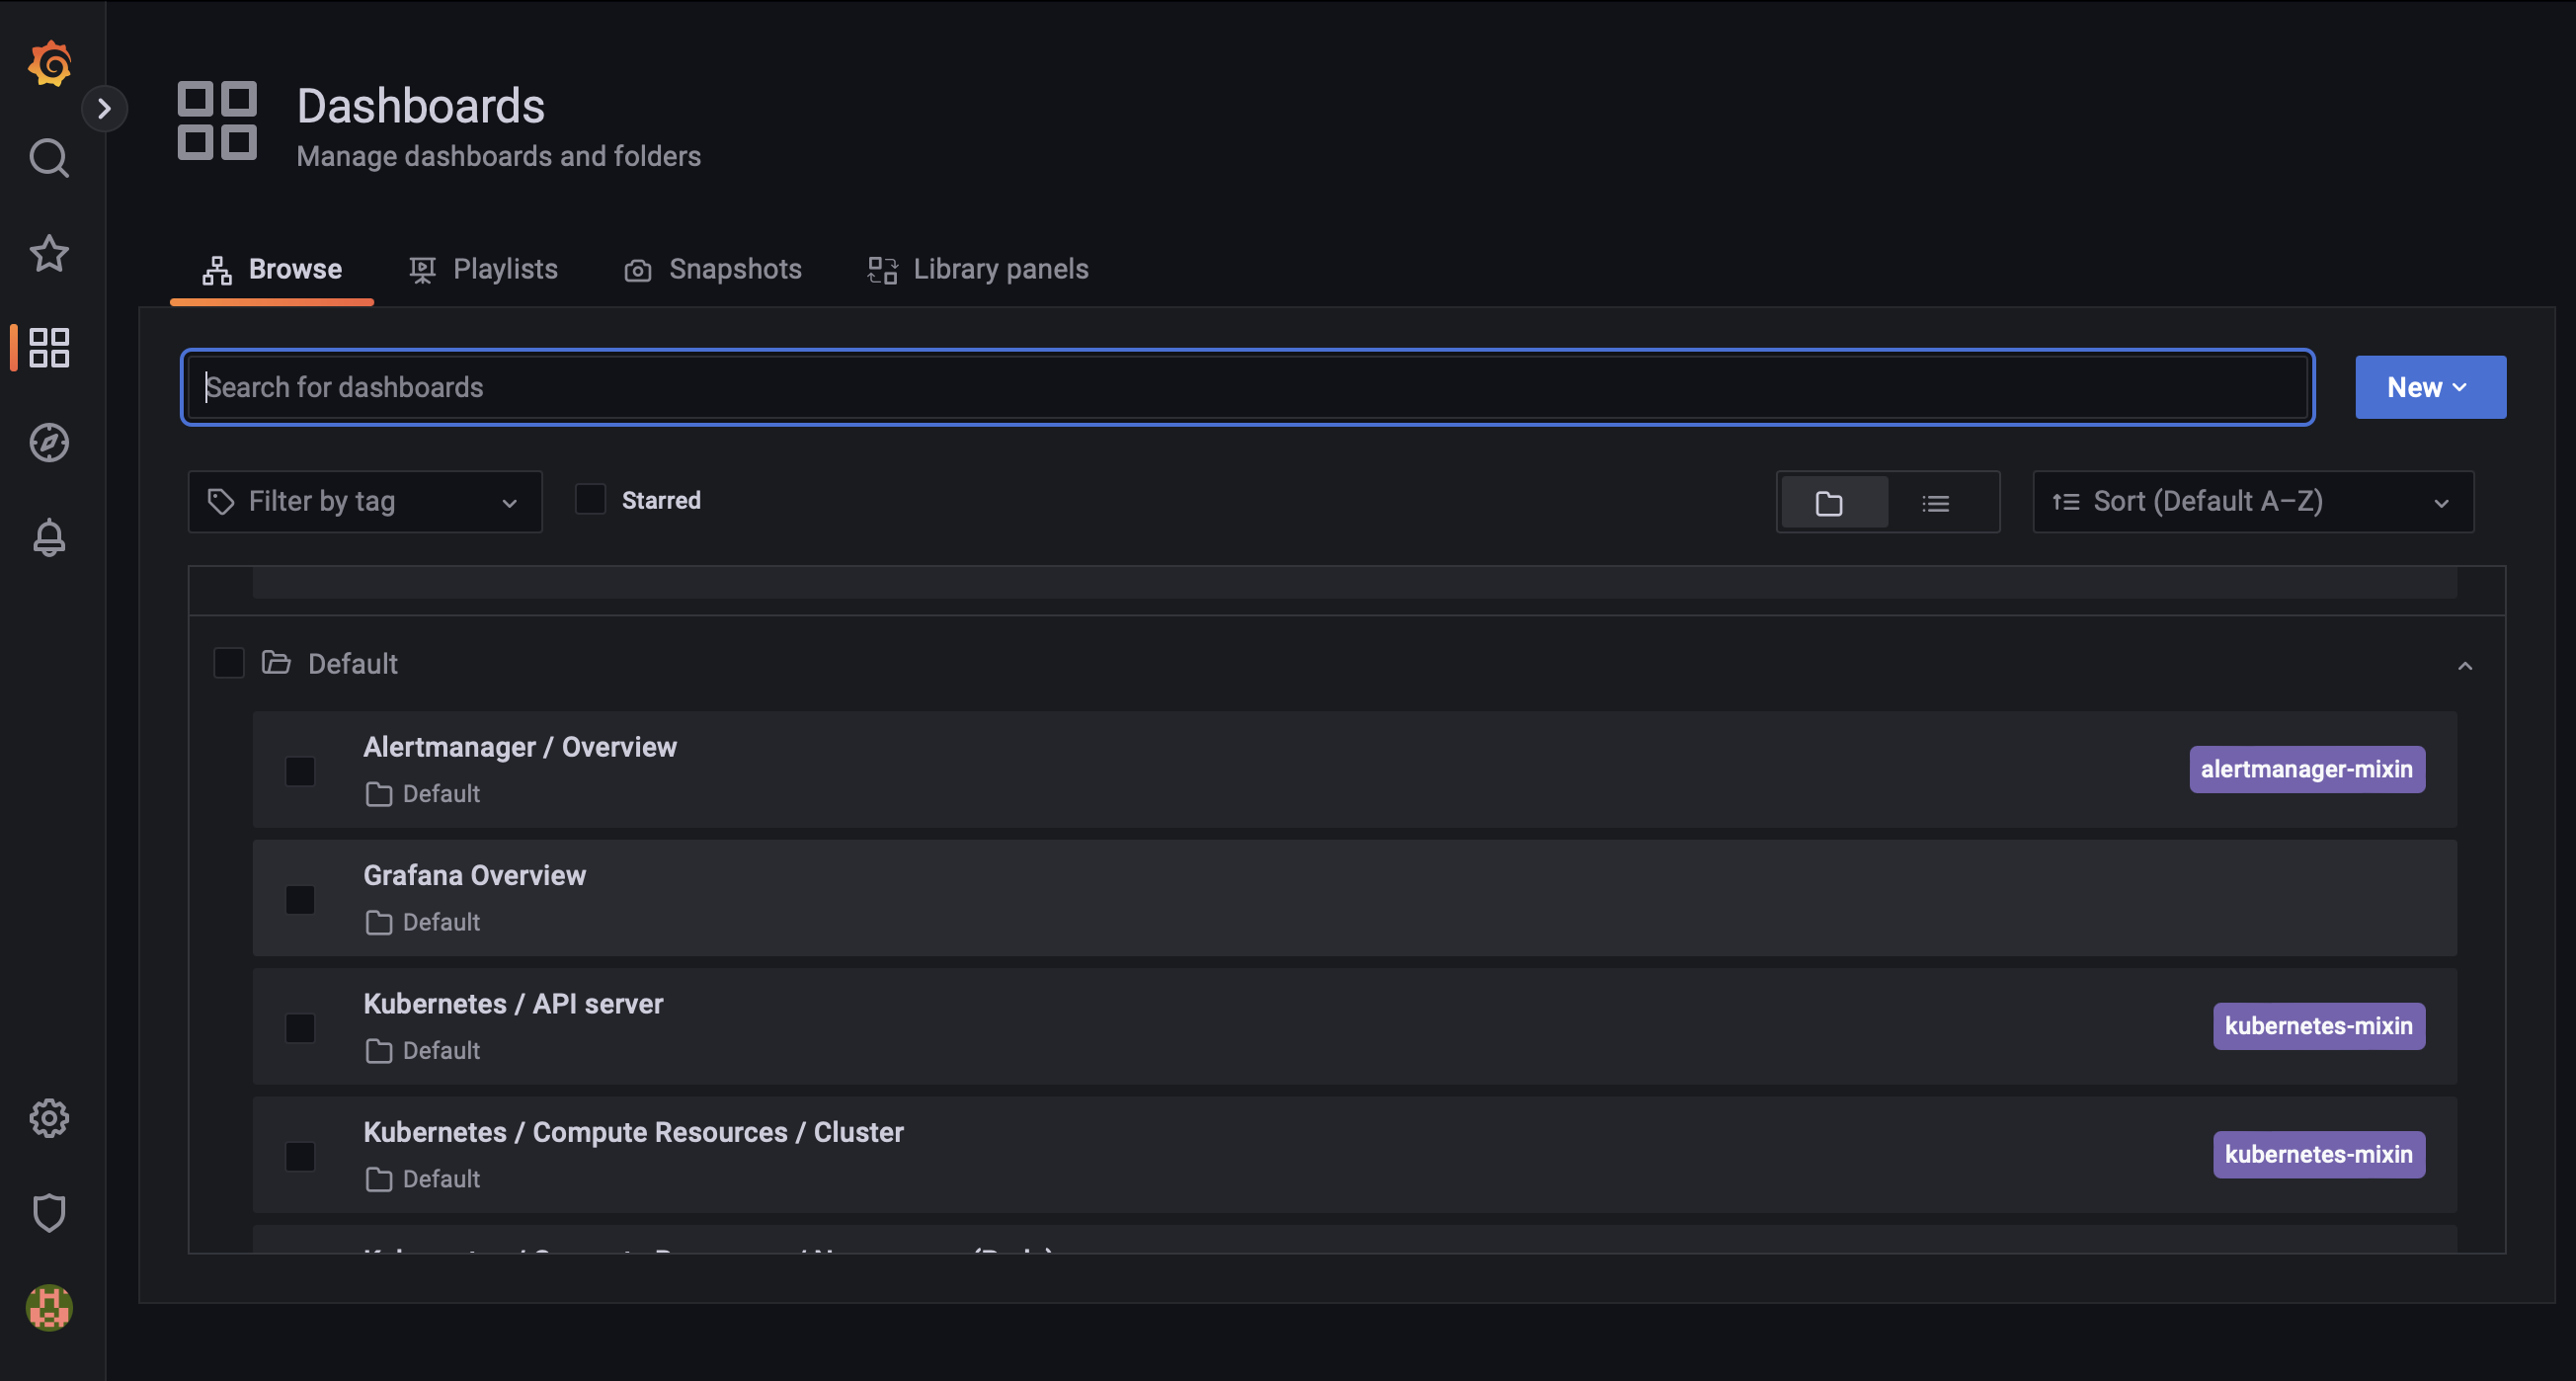 Dashboards
Manage dashboards and folders
Browse
Playlists
Snapshots
Library panels
Search for dashboards
New
Filter by tag
Starred
Sort (Default A–Z)
Default
Alertmanager / Overview
Default
alertmanager-mixin
Grafana Overview
Default
Kubernetes / API server
Default
kubernetes-mixin
Kubernetes / Compute Resources / Cluster
Default
kubernetes-mixin